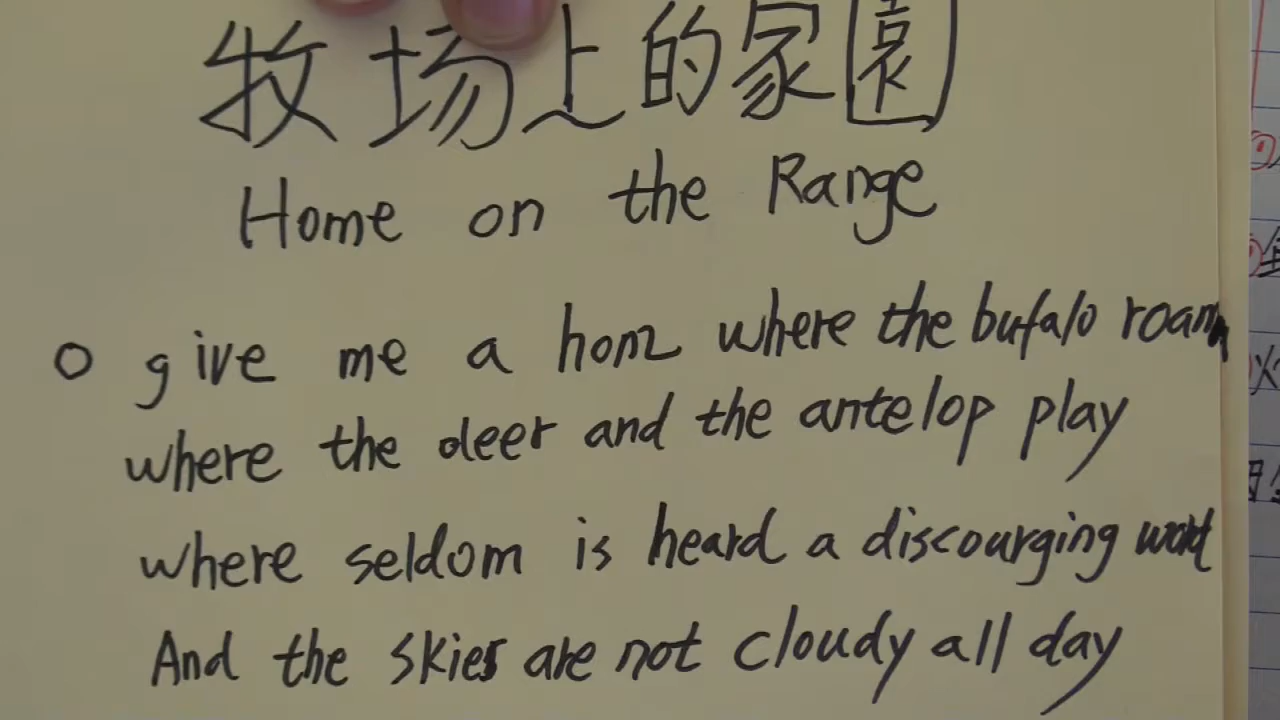 牧场上的家園
Home on the Range
O give me a hom where the bufalo roam
where the deer and the antelop play
where seldom is heard a discourging word
And the skies are not cloudy all day